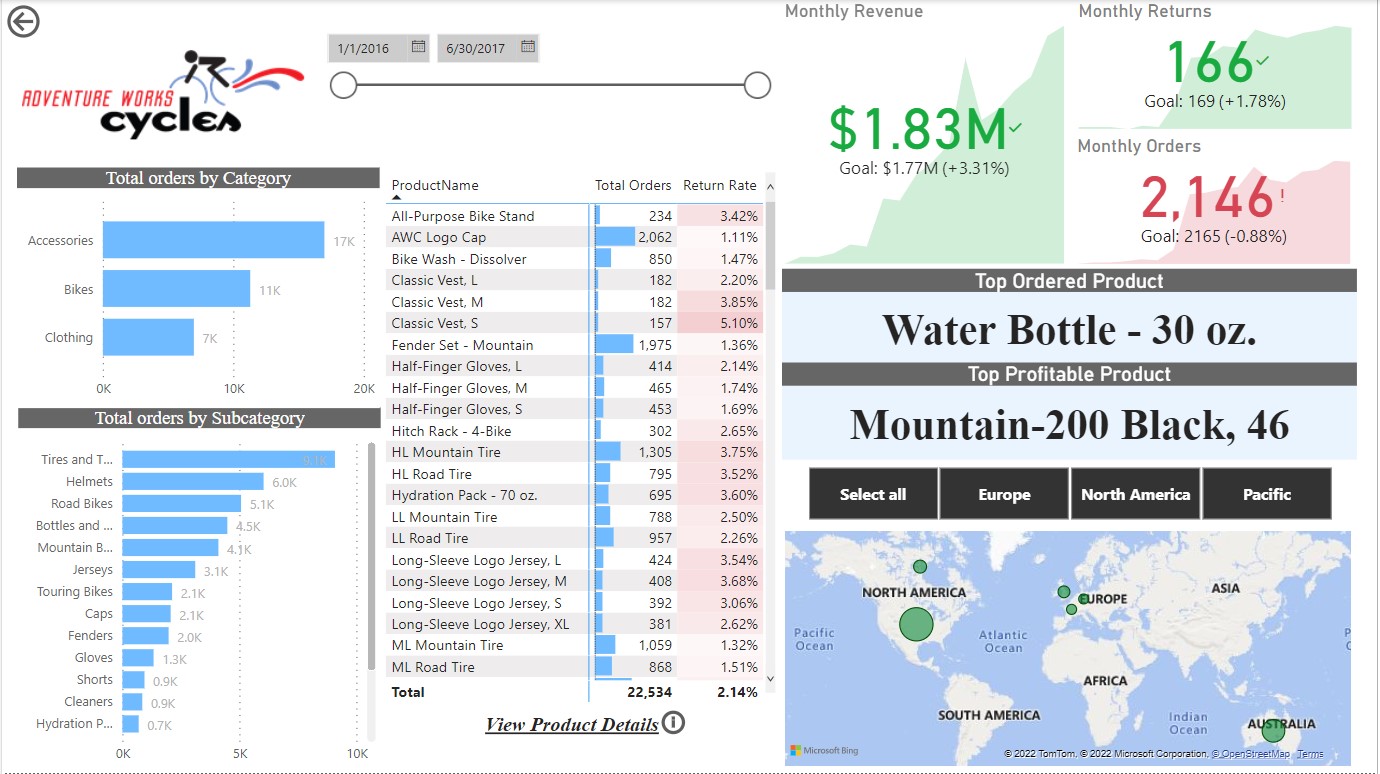 1/1/2016 6/30/2017
ADVENTURE WORKS
cycles
Total orders by Category
Accessories 17K
Bikes 11K
Clothing 7K
0K 10K 20K
Total orders by Subcategory
Tires and T... 9.1K
Helmets 6.0K
Road Bikes 5.1K
Bottles and ... 4.5K
Mountain B... 4.1K
Jerseys 3.1K
Touring Bikes 2.1K
Caps 2.1K
Fenders 2.0K
Gloves 1.3K
Shorts 0.9K
Cleaners 0.9K
Hydration P... 0.7K
0K 5K 10K
ProductName Total Orders Return Rate
All-Purpose Bike Stand 234 3.42%
AWC Logo Cap 2,062 1.11%
Bike Wash - Dissolver 850 1.47%
Classic Vest, L 182 2.20%
Classic Vest, M 182 3.85%
Classic Vest, S 157 5.10%
Fender Set - Mountain 1,975 1.36%
Half-Finger Gloves, L 414 2.14%
Half-Finger Gloves, M 465 1.74%
Half-Finger Gloves, S 453 1.69%
Hitch Rack - 4-Bike 302 2.65%
HL Mountain Tire 1,305 3.75%
HL Road Tire 795 3.52%
Hydration Pack - 70 oz. 695 3.60%
LL Mountain Tire 788 2.50%
LL Road Tire 957 2.26%
Long-Sleeve Logo Jersey, L 424 3.54%
Long-Sleeve Logo Jersey, M 408 3.68%
Long-Sleeve Logo Jersey, S 392 3.06%
Long-Sleeve Logo Jersey, XL 381 2.62%
ML Mountain Tire 1,059 1.32%
ML Road Tire 868 1.51%
Total 22,534 2.14%
View Product Details
Monthly Revenue
$1.83M
Goal: $1.77M (+3.31%)
Monthly Returns
166
Goal: 169 (+1.78%)
Monthly Orders
2,146!
Goal: 2165 (-0.88%)
Top Ordered Product
Water Bottle - 30 oz.
Top Profitable Product
Mountain-200 Black, 46
Select all Europe North America Pacific
NORTH AMERICA
EUROPE
ASIA
Pacific
Ocean
Atlantic
Ocean
AFRICA
SOUTH AMERICA
Indian
Ocean
AUSTRALIA
P
Microsoft Bing
© 2022 TomTom, © 2022 Microsoft Corporation, © OpenStreetMap Terms